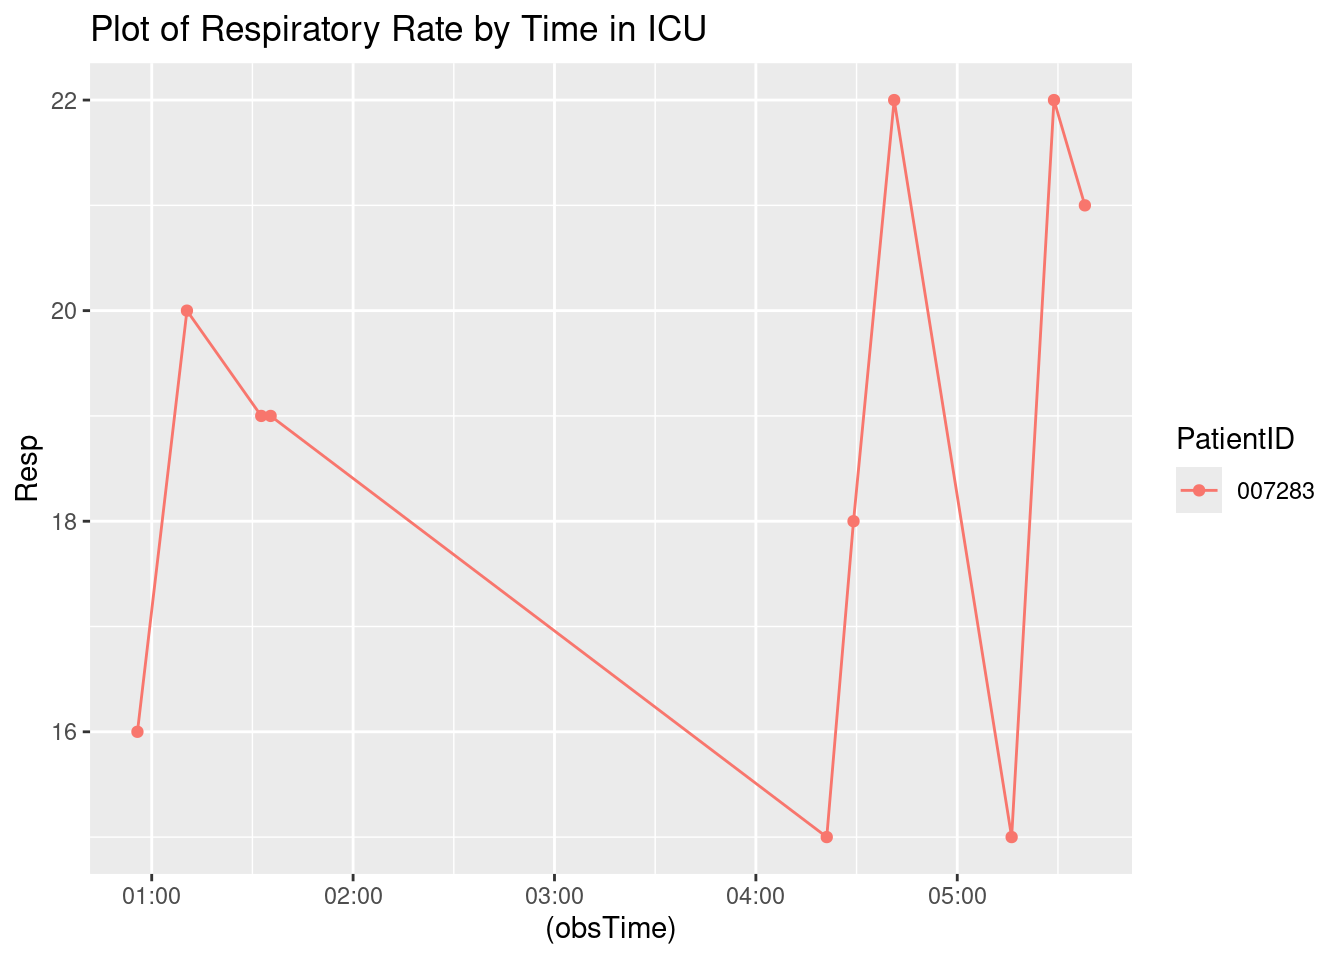 Plot of Respiratory Rate by Time in ICU
22
20
18
16
Resp
01:00 02:00 03:00 04:00 05:00
(obsTime)
PatientID
007283